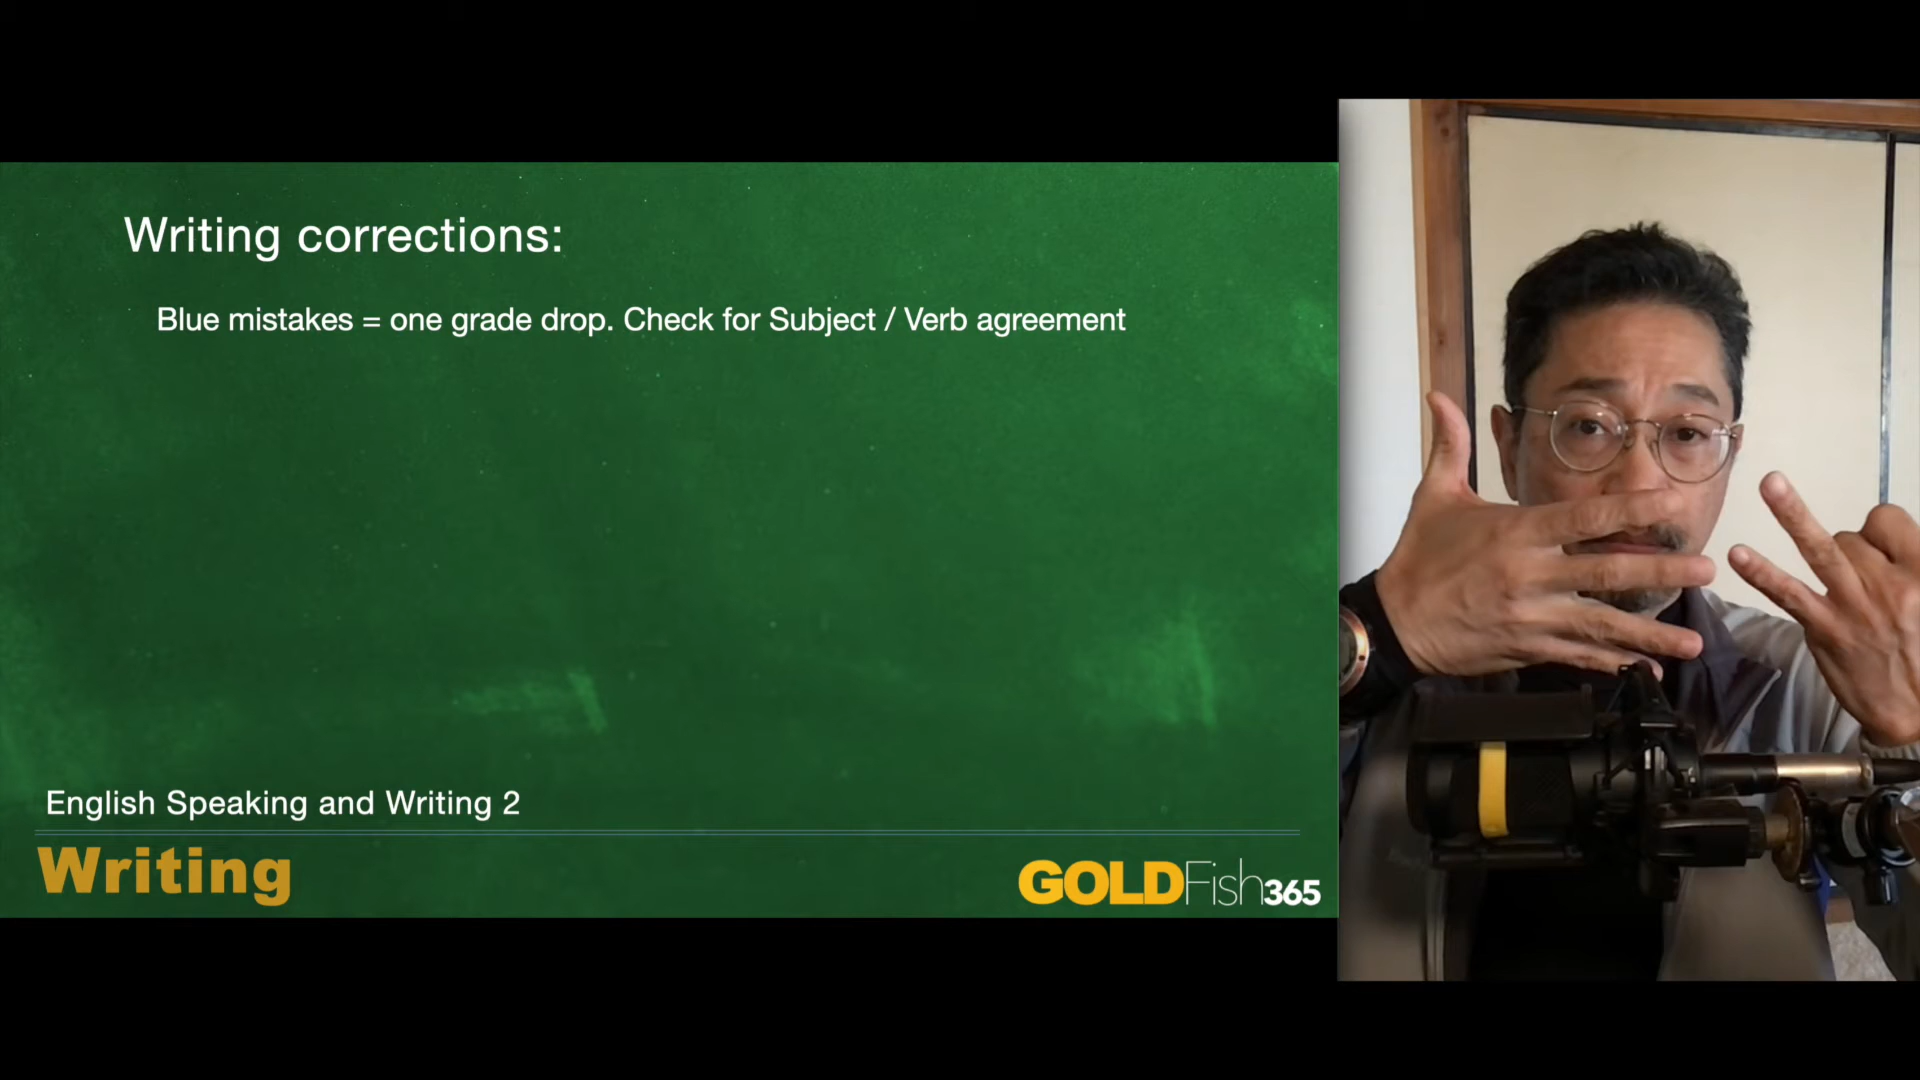 Writing corrections:
Blue mistakes = one grade drop. Check for Subject / Verb agreement
English Speaking and Writing 2
Writing
GOLDFish365